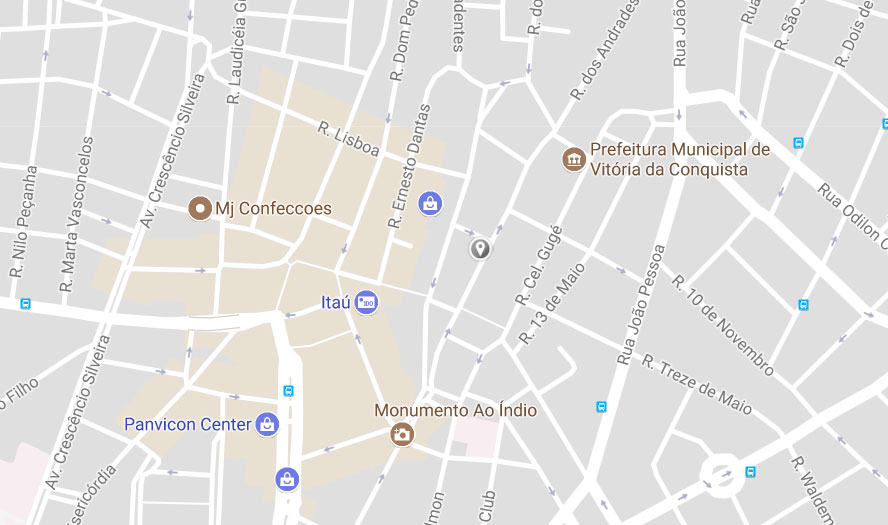 R. Dom Ped
adentes
R. do
R. dos Andrades
Rua João
Rua
R. São J
R. Dois de
R. Laudicéia G
Av. Crescêncio Silveira
R. Lisboa
Prefeitura Municipal de
Vitória da Conquista
R. Nilo Peçanha
R. Marta Vasconcelos
R. Ernesto Dantas
Mj Confeccoes
Rua Odilon C
R. Cel. Gugé
R. 13 de Maio
Rua João Pessoa
R. 10 de Novembro
Itaú
R. Treze de Maio
o Filho
Av. Crescêncio Silveira
Panvicon Center
Monumento Ao Índio
sericórdia
lmon
Club
R. Waldem